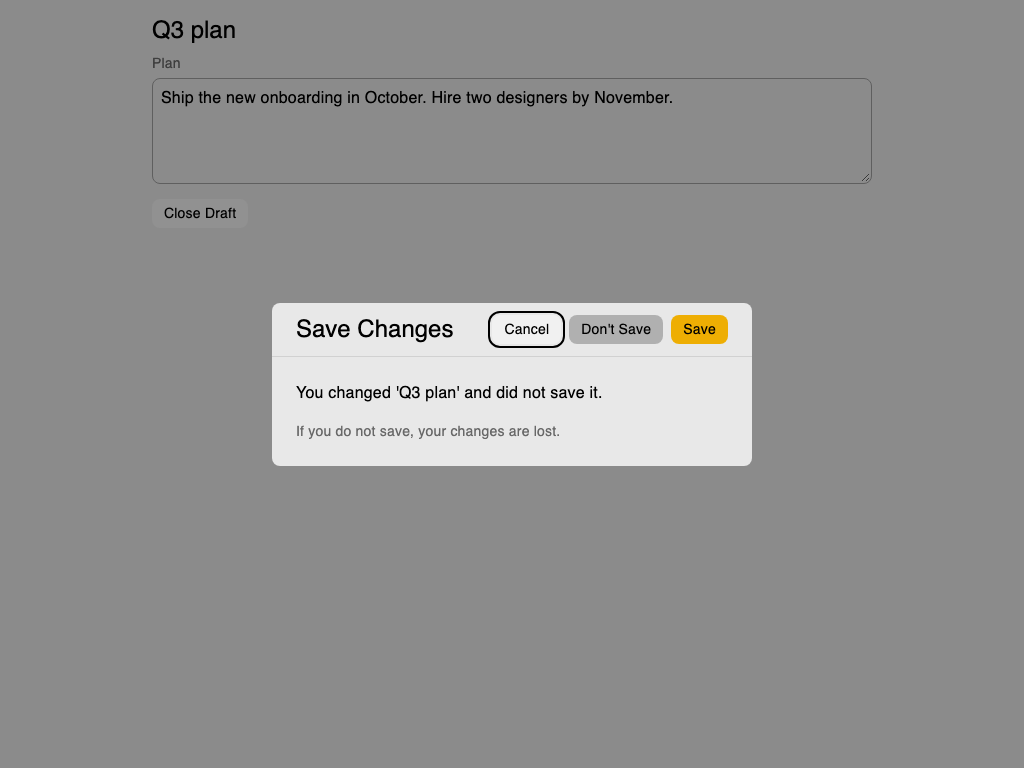 Q3 plan
Plan
Ship the new onboarding in October. Hire two designers by November.
Close Draft
Save Changes
Cancel
Don't Save
Save
You changed 'Q3 plan' and did not save it.
If you do not save, your changes are lost.